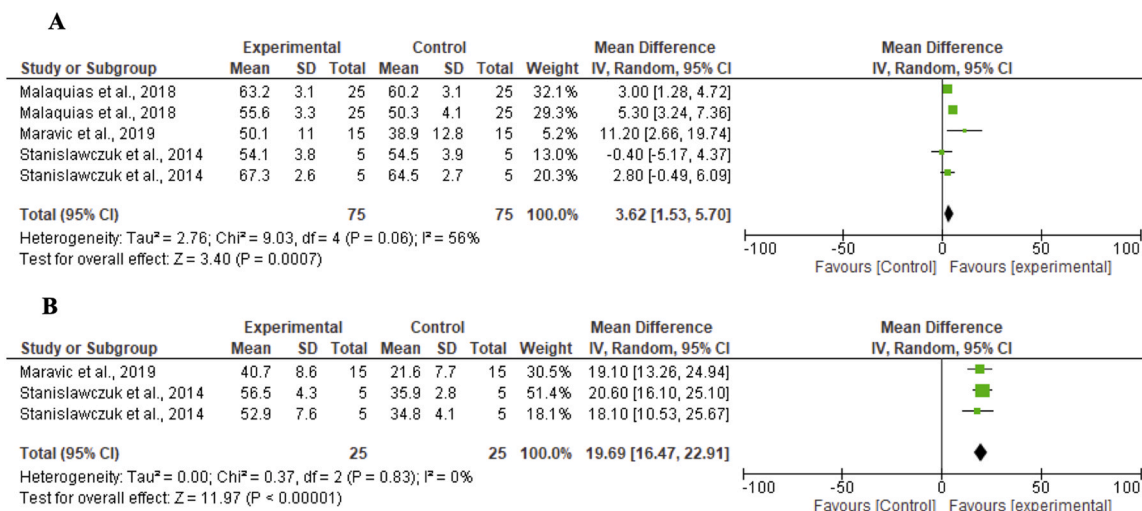 A
Experimental Control Mean Difference Mean Difference
Study or Subgroup Mean SD Total Mean SD Total Weight IV, Random, 95% CI IV, Random, 95% CI
Malaquias et al., 2018 63.2 3.1 25 60.2 3.1 25 32.1% 3.00 [1.28, 4.72]
Malaquias et al., 2018 55.6 3.3 25 50.3 4.1 25 29.3% 5.30 [3.24, 7.36]
Maravic et al., 2019 50.1 11 15 38.9 12.8 15 5.2% 11.20 [2.66, 19.74]
Stanislawczuk et al., 2014 54.1 3.8 5 54.5 3.9 5 13.0% -0.40 [-5.17, 4.37]
Stanislawczuk et al., 2014 67.3 2.6 5 64.5 2.7 5 20.3% 2.80 [-0.49, 6.09]
Total (95% CI) 75 75 100.0% 3.62 [1.53, 5.70]
Heterogeneity: Tau² = 2.76; Chi² = 9.03, df = 4 (P = 0.06); I² = 56%
Test for overall effect: Z = 3.40 (P = 0.0007)
-100 -50 0 50 100
Favours [Control] Favours [experimental]
B
Experimental Control Mean Difference Mean Difference
Study or Subgroup Mean SD Total Mean SD Total Weight IV, Random, 95% CI IV, Random, 95% CI
Maravic et al., 2019 40.7 8.6 15 21.6 7.7 15 30.5% 19.10 [13.26, 24.94]
Stanislawczuk et al., 2014 56.5 4.3 5 35.9 2.8 5 51.4% 20.60 [16.10, 25.10]
Stanislawczuk et al., 2014 52.9 7.6 5 34.8 4.1 5 18.1% 18.10 [10.53, 25.67]
Total (95% CI) 25 25 100.0% 19.69 [16.47, 22.91]
Heterogeneity: Tau² = 0.00; Chi² = 0.37, df = 2 (P = 0.83); I² = 0%
Test for overall effect: Z = 11.97 (P < 0.00001)
-100 -50 0 50 100
Favours [Control] Favours [experimental]